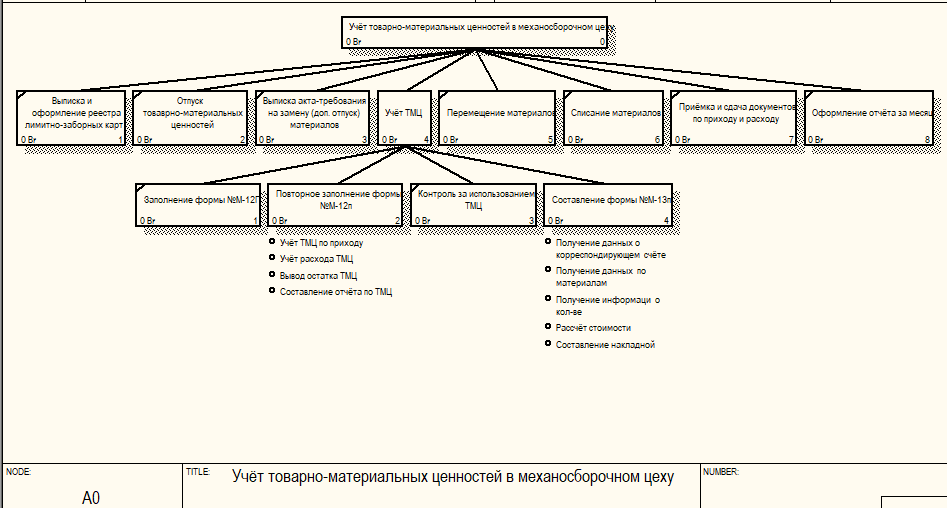 Учёт товарно-материальных ценностей в механосборочном цеху
0 Br 0
Выписка и
оформление реестра
лимитно-заборных карт
0 Br 1
Отпуск
товарно-материальных
ценностей
0 Br 2
Выписка акта-требования
на замену (доп. отпуск)
материалов
0 Br 3
Учёт ТМЦ
0 Br 4
Перемещение материалов
0 Br 5
Списание материалов
0 Br 6
Приёмка и сдача документов
по приходу и расходу
0 Br 7
Оформление отчёта за месяц
0 Br 8
Заполнение формы №М-12П
0 Br 1
Повторное заполнение формы
№М-12п
0 Br 2
Контроль за использованием
ТМЦ
0 Br 3
Составление формы №М-13п
0 Br 4
Учёт ТМЦ по приходу
Учёт расхода ТМЦ
Вывод остатка ТМЦ
Составление отчёта по ТМЦ
Получение данных о
корреспондирующем счёте
Получение данных по
материалам
Получение информаци о
кол-ве
Рассчёт стоимости
Составление накладной
NODE:
A0
TITLE:
Учёт товарно-материальных ценностей в механосборочном цеху
NUMBER: